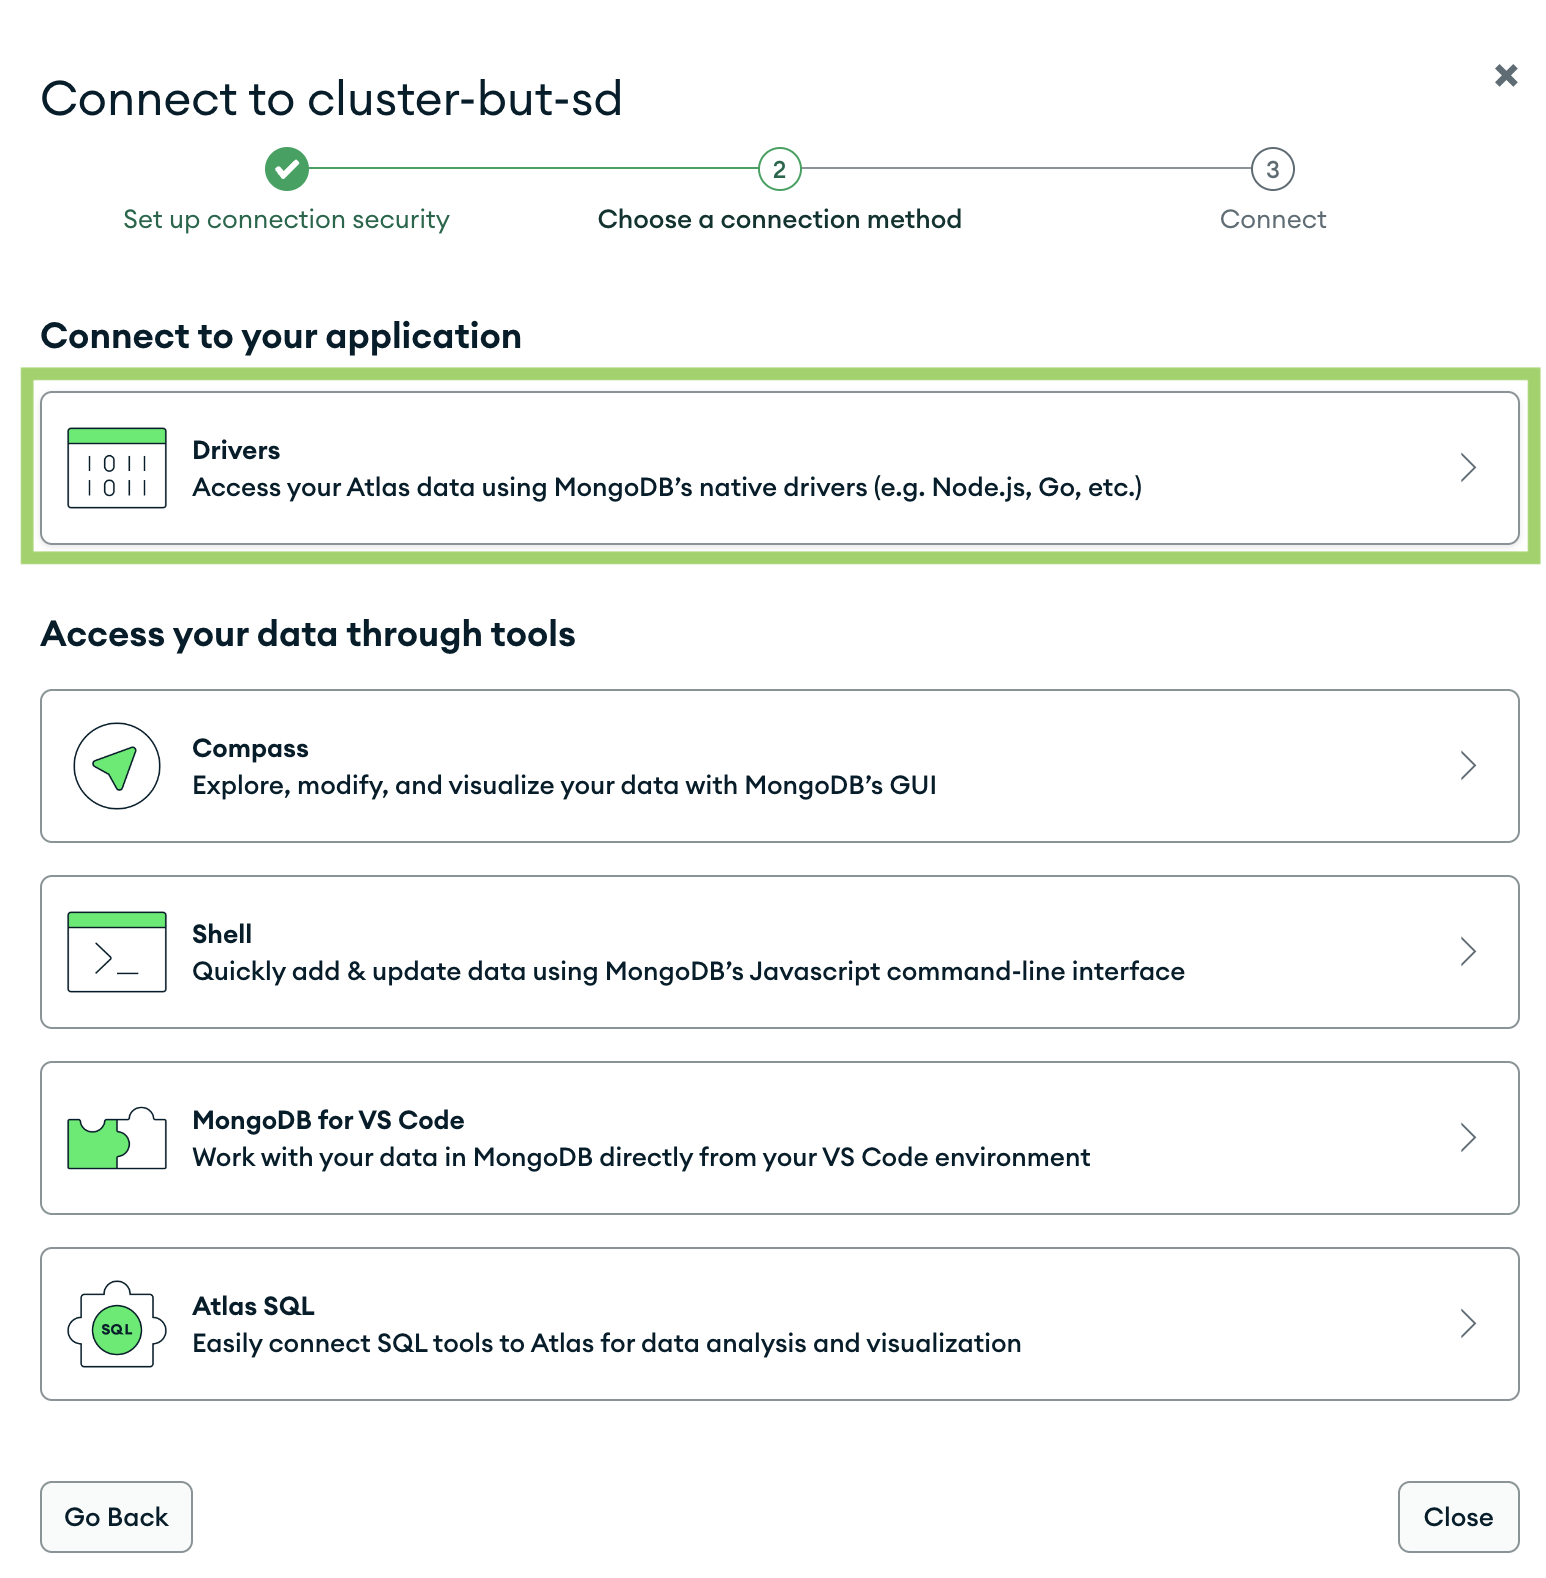 Connect to cluster-but-sd
2
3
Set up connection security
Choose a connection method
Connect
Connect to your application
1011
1011
Drivers
Access your Atlas data using MongoDB’s native drivers (e.g. Node.js, Go, etc.)
Access your data through tools
Compass
Explore, modify, and visualize your data with MongoDB’s GUI
>_
Shell
Quickly add & update data using MongoDB’s Javascript command-line interface
MongoDB for VS Code
Work with your data in MongoDB directly from your VS Code environment
SQL
Atlas SQL
Easily connect SQL tools to Atlas for data analysis and visualization
Go Back
Close